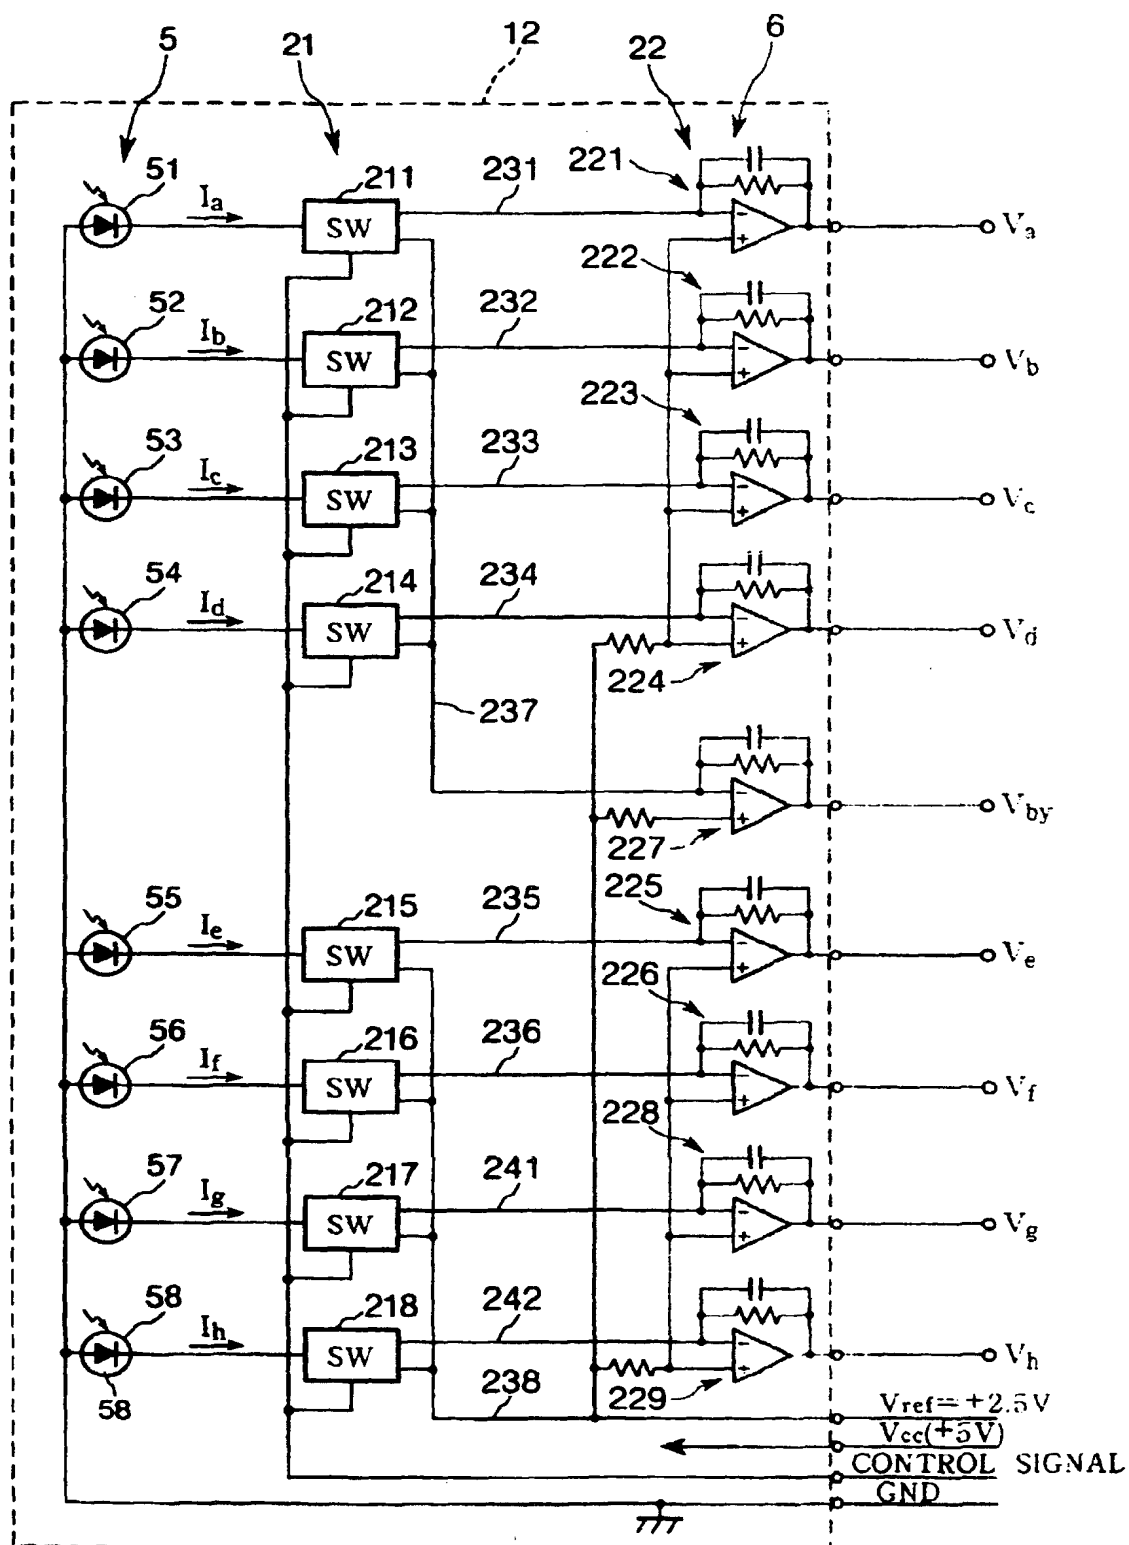 12
5
21
22
6
51
Ia
211
SW
231
221
- +
Va
52
Ib
212
SW
232
222
- +
Vb
53
Ic
213
SW
233
223
- +
Vc
54
Id
214
SW
234
224
- +
Vd
237
227
- +
Vby
55
Ie
215
SW
235
225
- +
Ve
56
If
216
SW
236
226
- +
Vf
57
Ig
217
SW
241
228
- +
Vg
58
58
Ih
218
SW
242
229
- +
Vh
238
Vref=+2.5V
Vcc(+5V)
CONTROL SIGNAL
GND